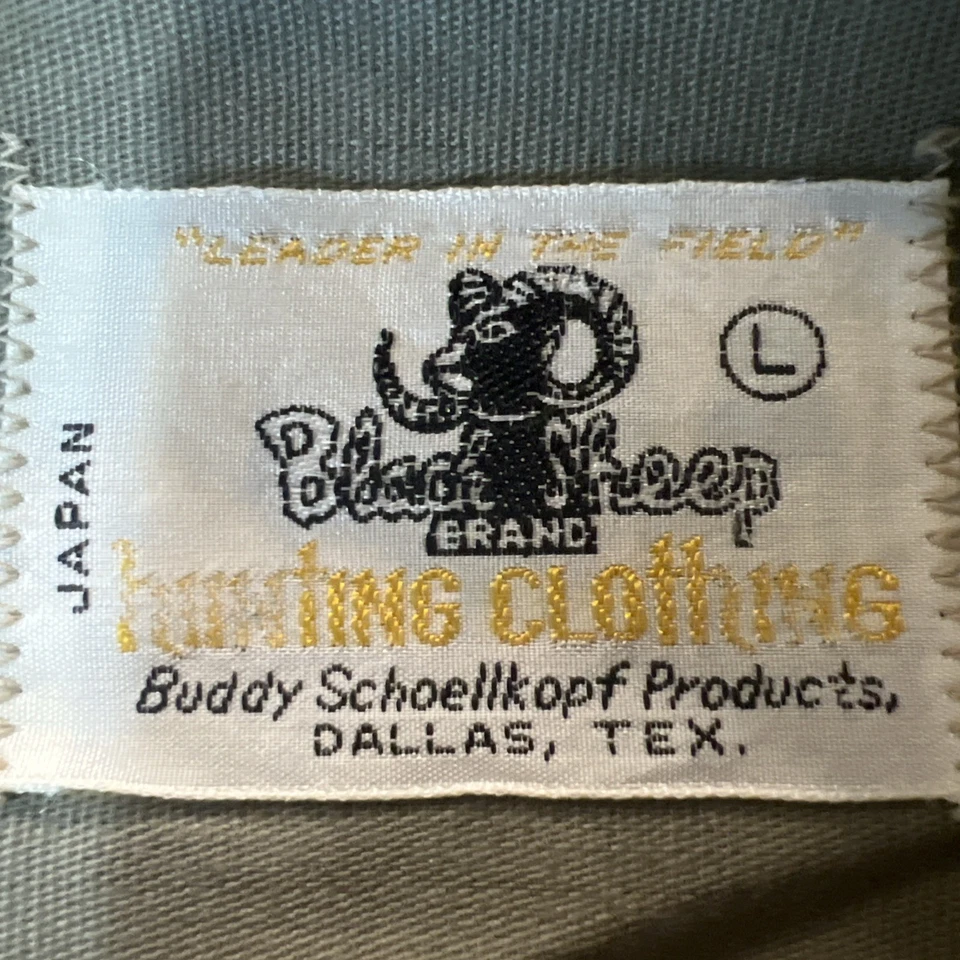 "LEADER IN THE FIELD"
L
Black Sheep
BRAND
hunTING CLOThING
Buddy Schoellkopf Products,
DALLAS, TEX.
JAPAN